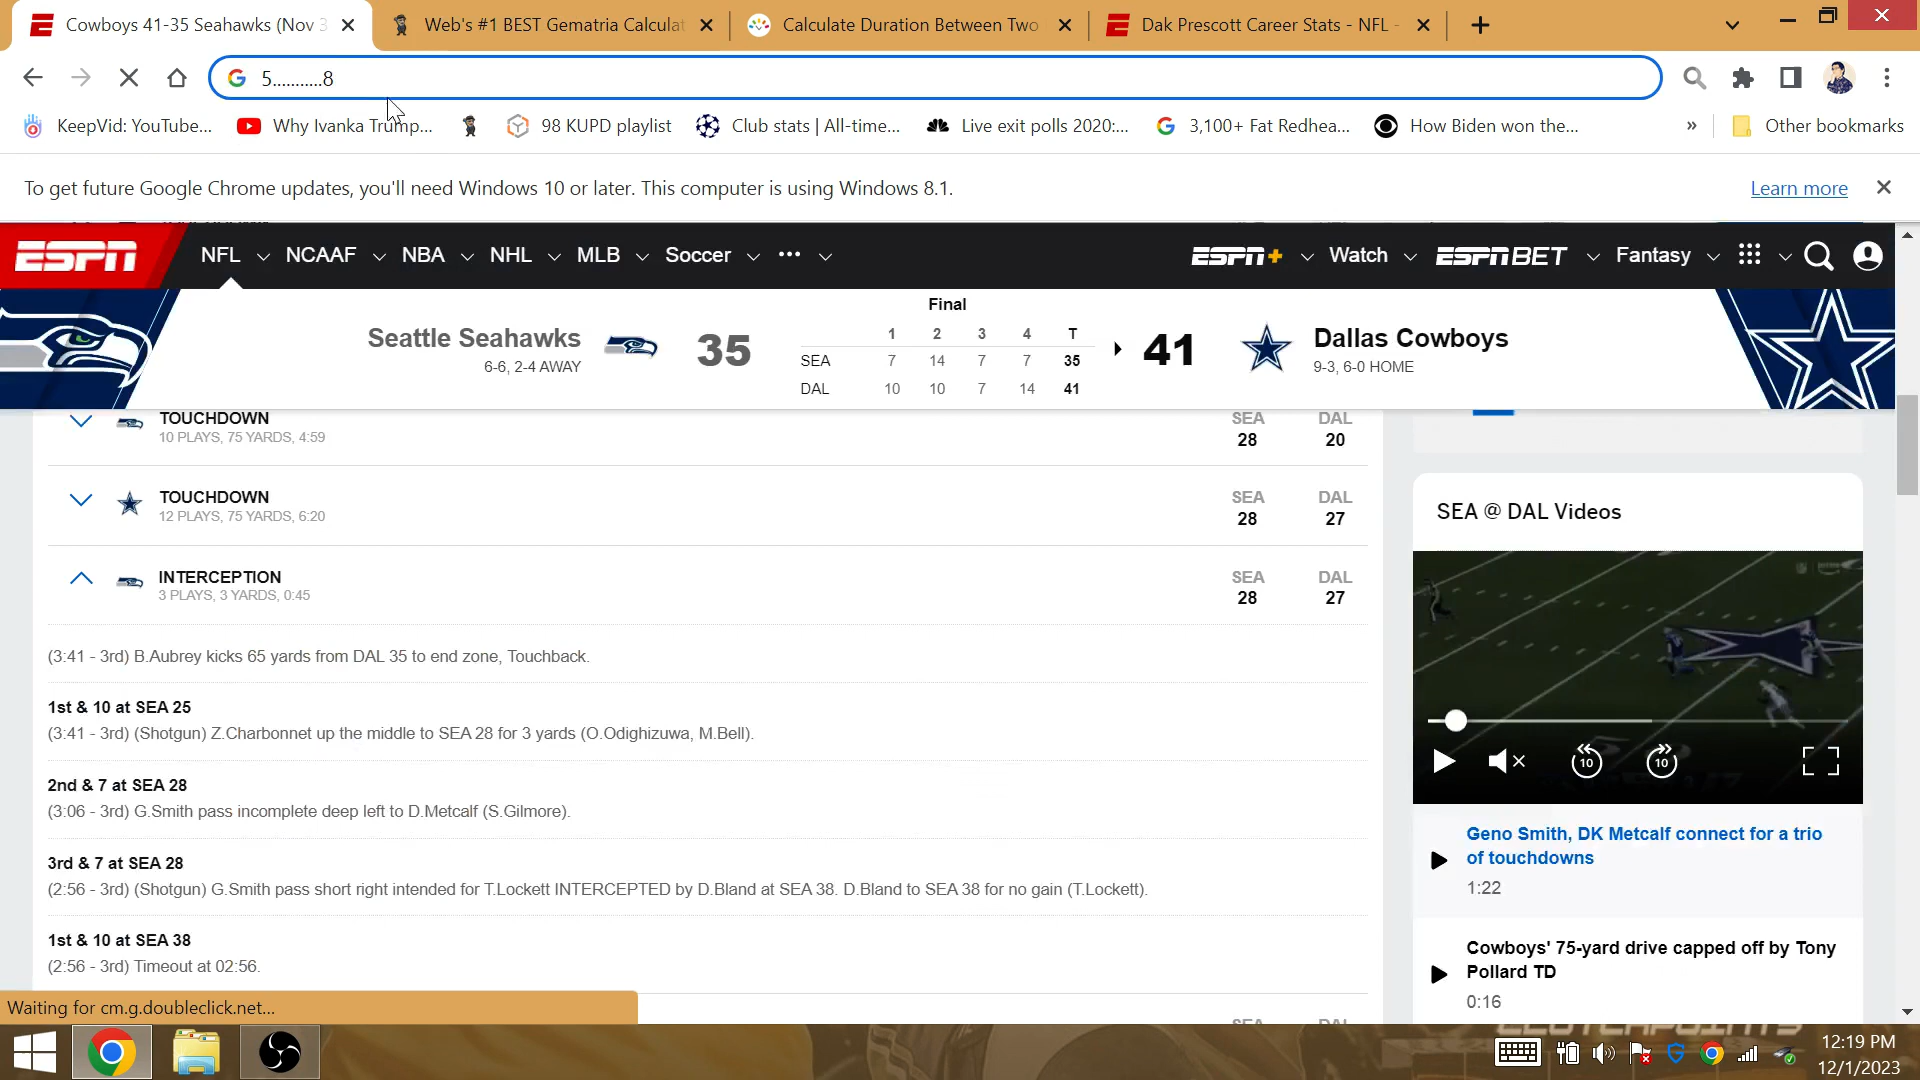 Cowboys 41-35 Seahawks (Nov 3
Web's #1 BEST Gematria Calculat
Calculate Duration Between Two
Dak Prescott Career Stats - NFL -
5...........8
KeepVid: YouTube...
Why Ivanka Trump...
98 KUPD playlist
Club stats | All-time...
Live exit polls 2020:...
3,100+ Fat Redhea...
How Biden won the...
»
Other bookmarks
To get future Google Chrome updates, you'll need Windows 10 or later. This computer is using Windows 8.1.
Learn more
ESPN
NFL
NCAAF
NBA
NHL
MLB
Soccer
ESPN+
Watch
ESPN BET
Fantasy
Final
Seattle Seahawks
6-6, 2-4 AWAY
35
1 2 3 4 T
SEA 7 14 7 7 35
DAL 10 10 7 14 41
41
Dallas Cowboys
9-3, 6-0 HOME
TOUCHDOWN
10 PLAYS, 75 YARDS, 4:59
SEA DAL
28 20
TOUCHDOWN
12 PLAYS, 75 YARDS, 6:20
SEA DAL
28 27
INTERCEPTION
3 PLAYS, 3 YARDS, 0:45
SEA DAL
28 27
(3:41 - 3rd) B.Aubrey kicks 65 yards from DAL 35 to end zone, Touchback.
1st & 10 at SEA 25
(3:41 - 3rd) (Shotgun) Z.Charbonnet up the middle to SEA 28 for 3 yards (O.Odighizuwa, M.Bell).
2nd & 7 at SEA 28
(3:06 - 3rd) G.Smith pass incomplete deep left to D.Metcalf (S.Gilmore).
3rd & 7 at SEA 28
(2:56 - 3rd) (Shotgun) G.Smith pass short right intended for T.Lockett INTERCEPTED by D.Bland at SEA 38. D.Bland to SEA 38 for no gain (T.Lockett).
1st & 10 at SEA 38
(2:56 - 3rd) Timeout at 02:56.
SEA @ DAL Videos
10
10
Geno Smith, DK Metcalf connect for a trio
of touchdowns
1:22
Cowboys' 75-yard drive capped off by Tony
Pollard TD
0:16
Waiting for cm.g.doubleclick.net...
12:19 PM
12/1/2023